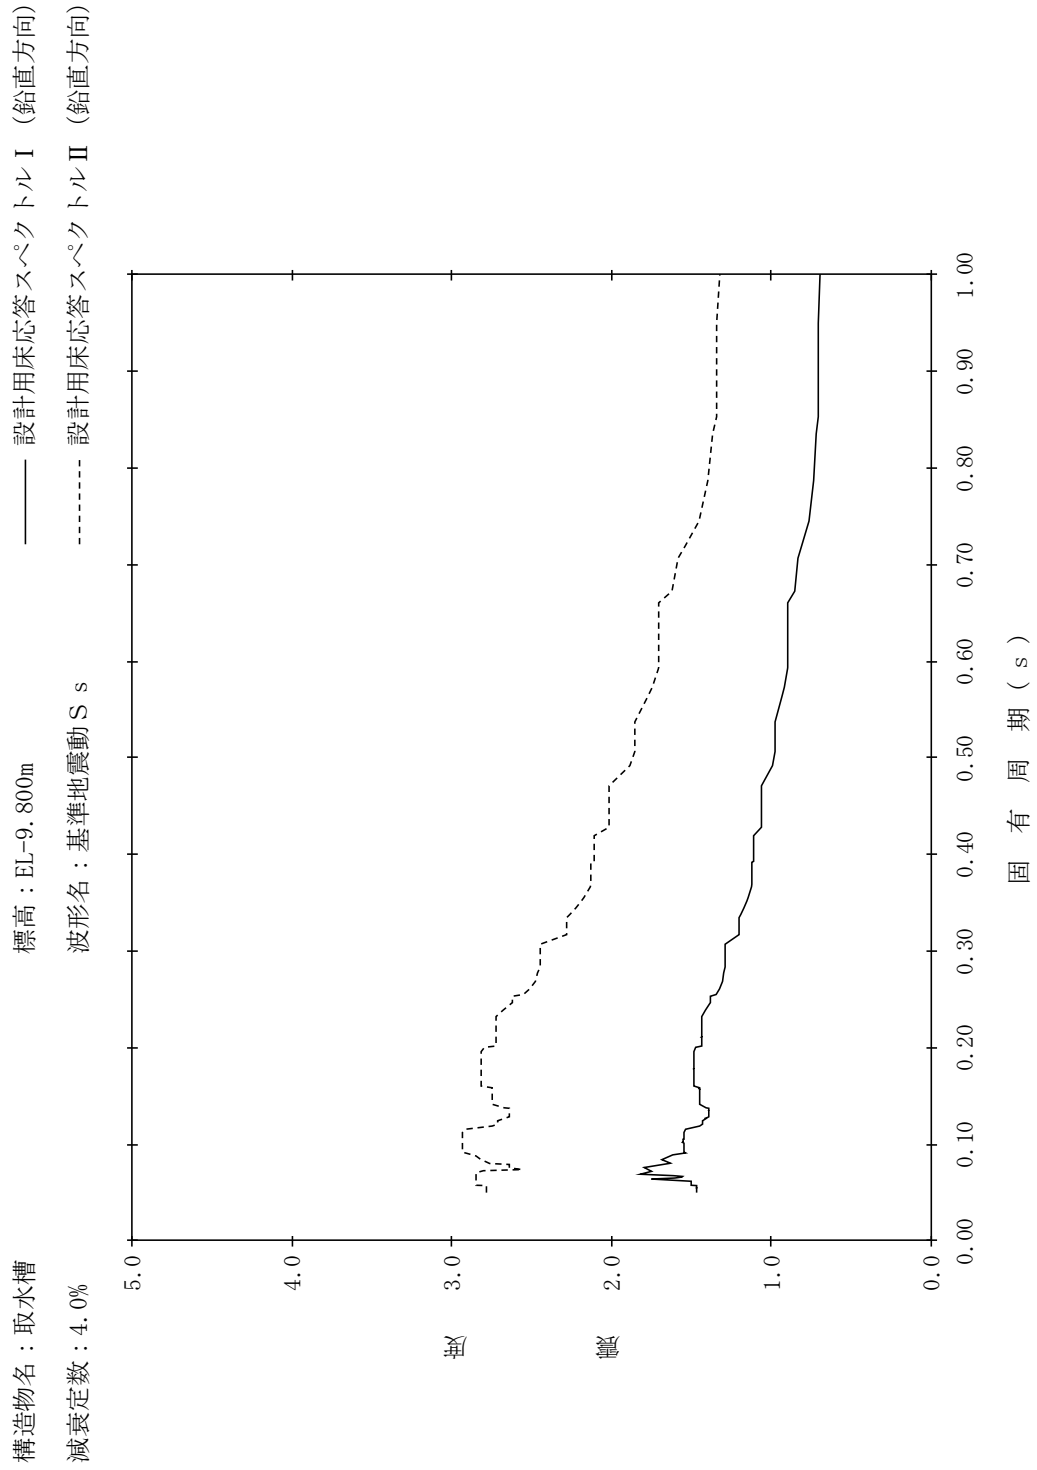 構造物名：取水槽
標高：EL-9.800m
設計用床応答スペクトルⅠ (鉛直方向)
減衰定数：4.0%
波形名：基準地震動Ｓｓ
設計用床応答スペクトルⅡ (鉛直方向)
5.0
4.0
3.0
2.0
1.0
0.0
震度
0.00 0.10 0.20 0.30 0.40 0.50 0.60 0.70 0.80 0.90 1.00
固有周期(s)